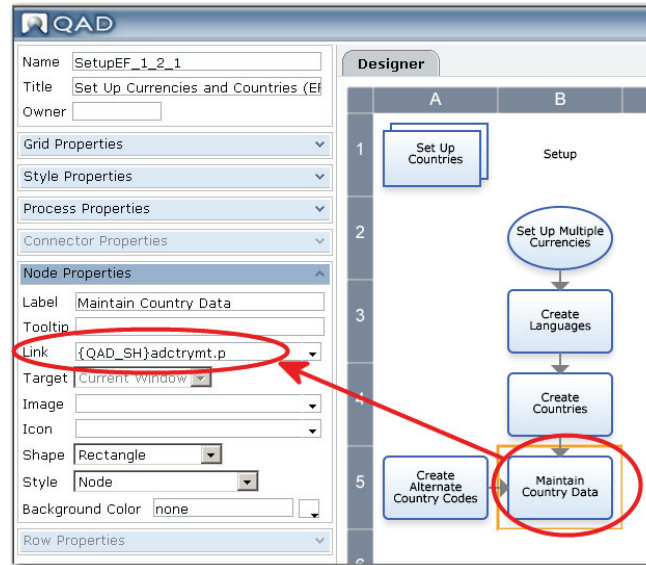 QAD
Name SetupEF_1_2_1
Title Set Up Currencies and Countries (EF
Owner
Grid Properties
Style Properties
Process Properties
Connector Properties
Node Properties
Label Maintain Country Data
Tooltip
Link {QAD_SH}adctrymt.p
Target Current Window
Image
Icon
Shape Rectangle
Style Node
Background Color none
Row Properties
Designer
A B
1
Set Up
Countries
Setup
2
Set Up Multiple
Currencies
3
Create
Languages
4
Create
Countries
5
Create
Alternate
Country Codes
Maintain
Country Data
6